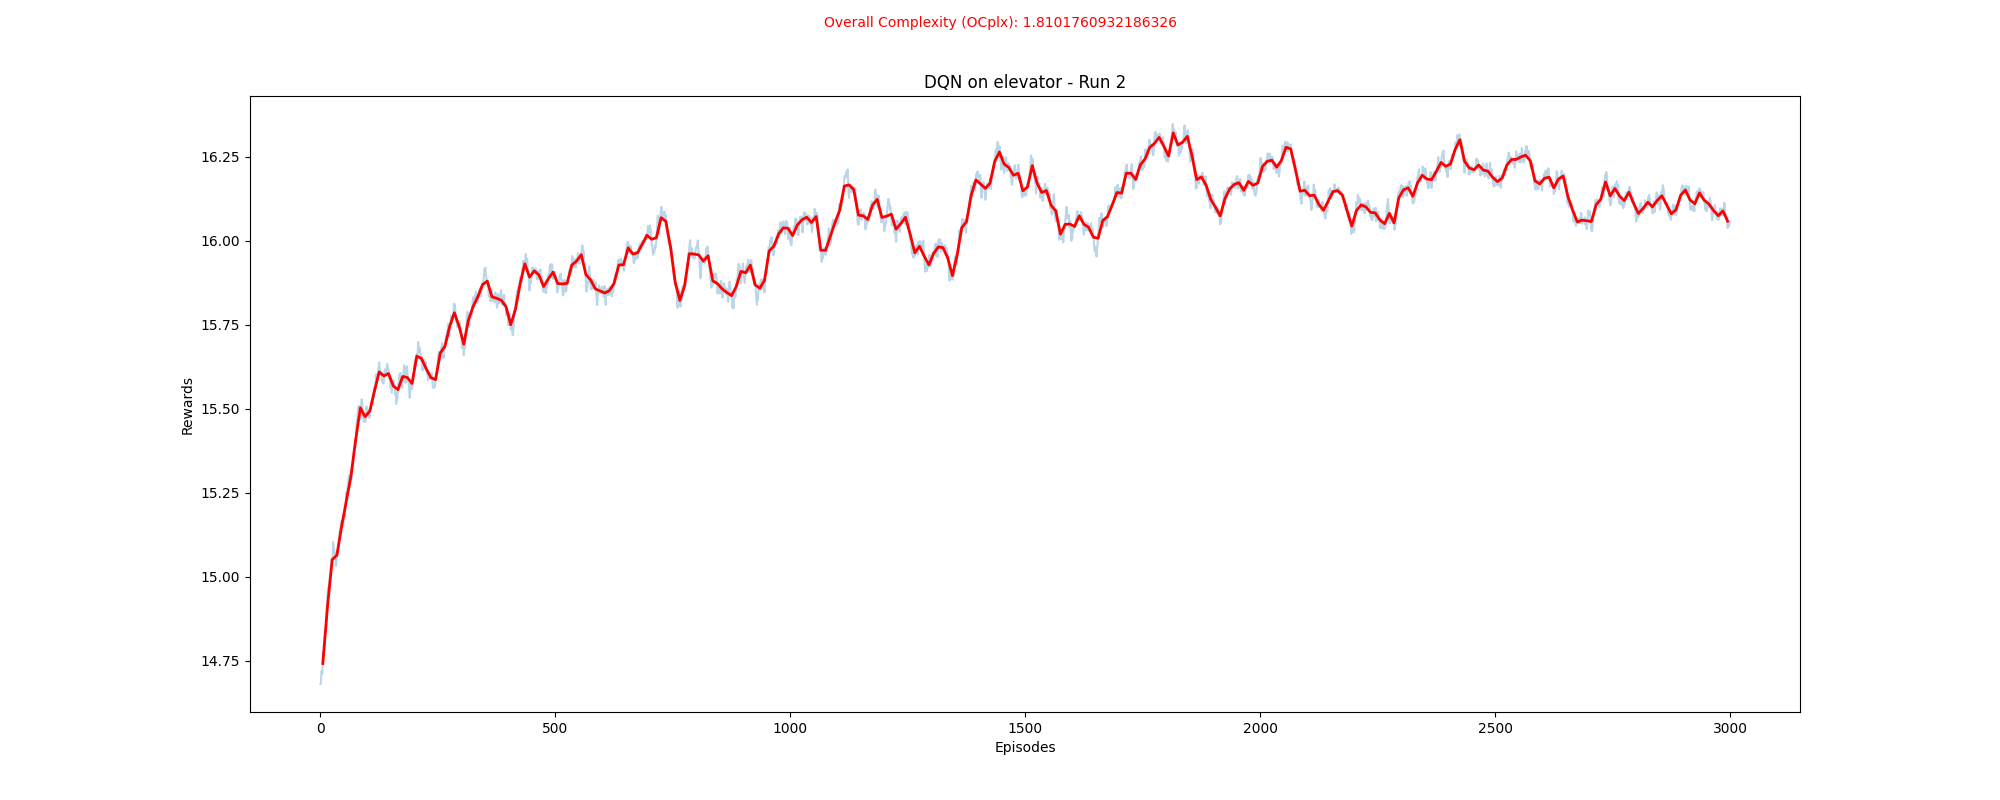 Overall Complexity (OCplx): 1.8101760932186326
DQN on elevator - Run 2
Rewards
16.25
16.00
15.75
15.50
15.25
15.00
14.75
0 500 1000 1500 2000 2500 3000
Episodes